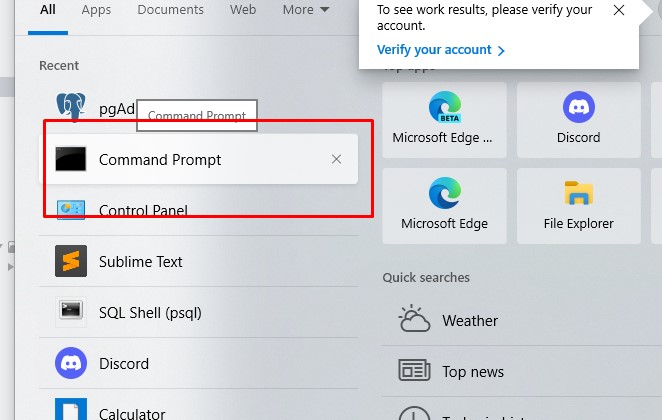 All Apps Documents Web More
To see work results, please verify your
account.
Verify your account
Recent
pgAd
Command Prompt
Command Prompt
Control Panel
Sublime Text
SQL Shell (psql)
Discord
Calculator
Top apps
BETA
Microsoft Edge ...
Discord
Microsoft Edge
File Explorer
Quick searches
Weather
Top news